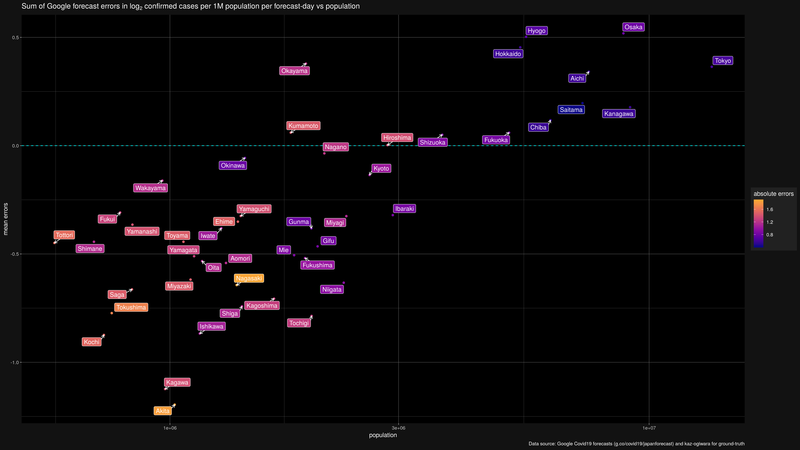 Sum of Google forecast errors in log2 confirmed cases per 1M population per forecast-day vs population
Osaka
Hyogo
Hokkaido
Tokyo
Okayama
Aichi
Saitama
Kanagawa
Kumamoto
Chiba
Hiroshima
Fukuoka
Shizuoka
Nagano
Okinawa
Kyoto
Wakayama
Yamaguchi
Ibaraki
Fukui
Ehime
Gunma
Miyagi
Yamanashi
Tottori
Toyama
Iwate
Gifu
Shimane
Yamagata
Mie
Aomori
Oita
Fukushima
Nagasaki
Miyazaki
Niigata
Saga
Tokushima
Kagoshima
Shiga
Tochigi
Ishikawa
Kochi
Kagawa
Akita
mean errors
0.5
0.0
-0.5
-1.0
1e+06
3e+06
1e+07
population
absolute errors
1.6
1.2
0.8
Data source: Google Covid19 forecasts (g.co/covid19/japanforecast) and kaz-ogiwara for ground-truth